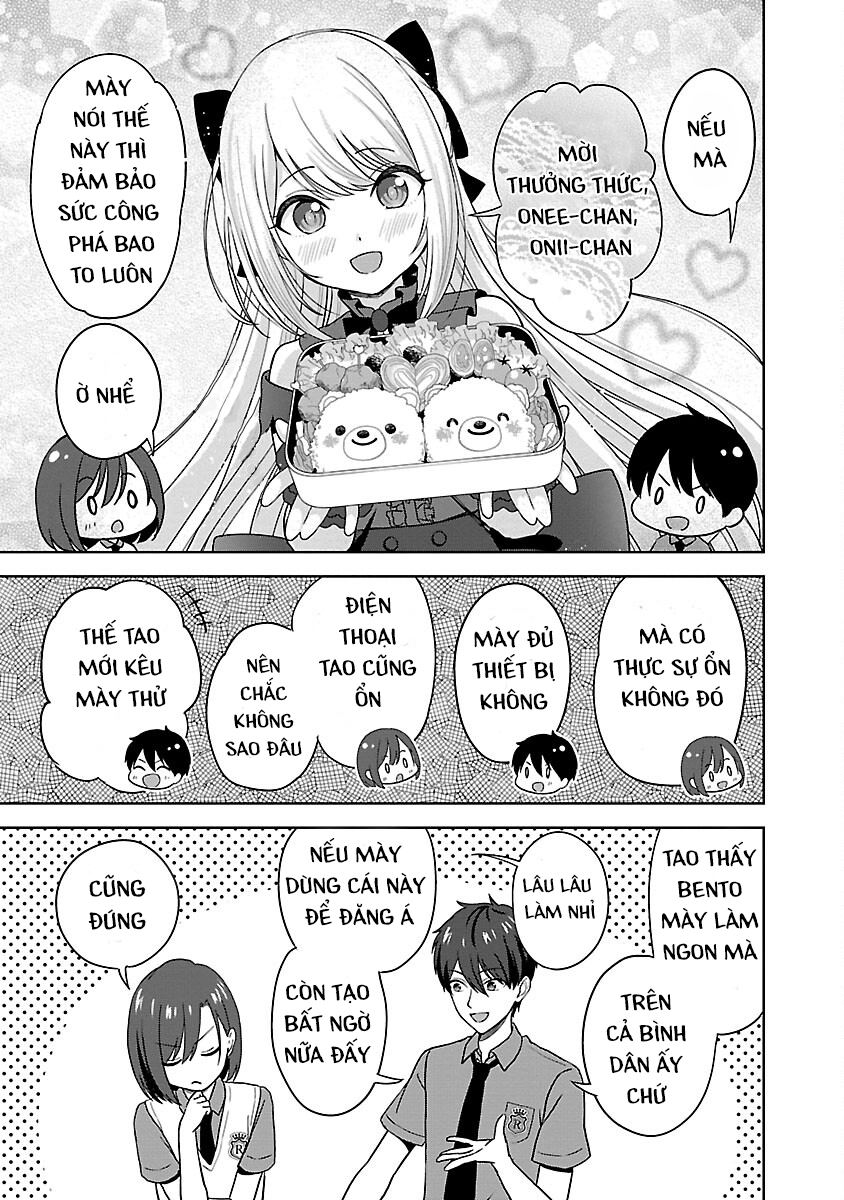 NẾU
MÀ
MỜI
THƯỞNG THỨC,
ONEE-CHAN,
ONII-CHAN
MÀY
NÓI THẾ
NÀY THÌ
ĐẢM BẢO
SỨC CÔNG
PHÁ BAO
TO LUÔN
Ờ NHỂ
MÀ CÓ
THỰC SỰ ỔN
KHÔNG ĐÓ
MÀY ĐỦ
THIẾT BỊ
KHÔNG
ĐIỆN
THOẠI
TAO CŨNG
ỔN
NÊN
CHẮC
KHÔNG
SAO ĐÂU
THẾ TAO
MỚI KÊU
MÀY THỬ
TAO THẤY
BENTO
MÀY LÀM
NGON MÀ
TRÊN
CẢ BÌNH
DÂN ẤY
CHỨ
LÂU LÂU
LÀM NHỈ
NẾU MÀY
DÙNG CÁI NÀY
ĐỂ ĐĂNG Á
CÒN TẠO
BẤT NGỜ
NỮA ĐẤY
CŨNG
ĐÚNG
R
R